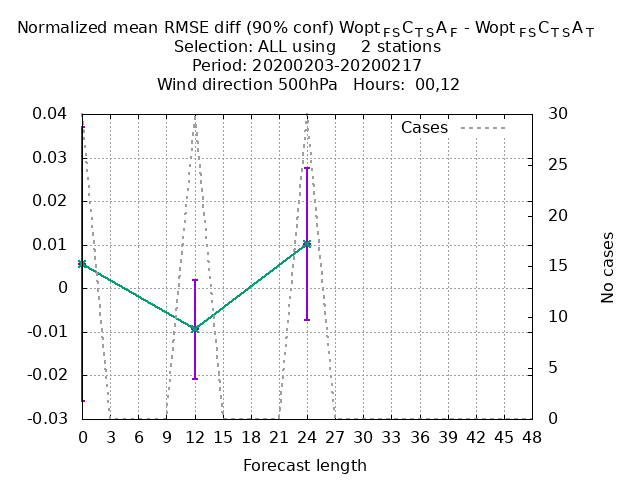 Normalized mean RMSE diff (90% conf) Wopt FS C TS A F - Wopt FS C TS A T
Selection: ALL using 2 stations
Period: 20200203-20200217
Wind direction 500hPa Hours: 00,12
Cases
0.04
0.03
0.02
0.01
0
-0.01
-0.02
-0.03
30
25
20
15
10
5
0
No cases
0 3 6 9 12 15 18 21 24 27 30 33 36 39 42 45 48
Forecast length